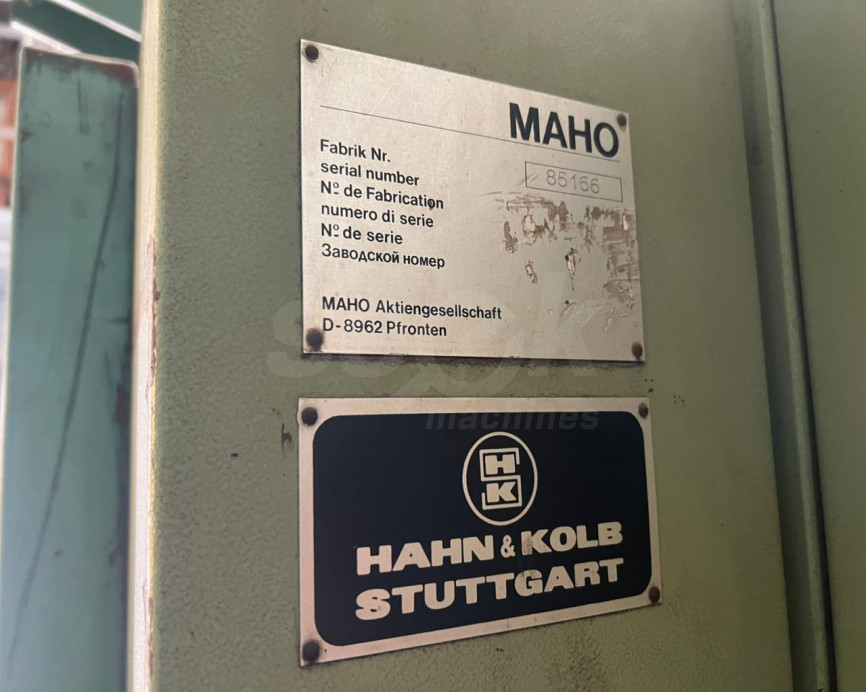 MAHO
Fabrik Nr.
serial number
85166
Nº de Fabrication
numero di serie
Nº de serie
Заводской номер
MAHO Aktiengesellschaft
D-8962 Pfronten
machines
HK
HAHN & KOLB
STUTTGART